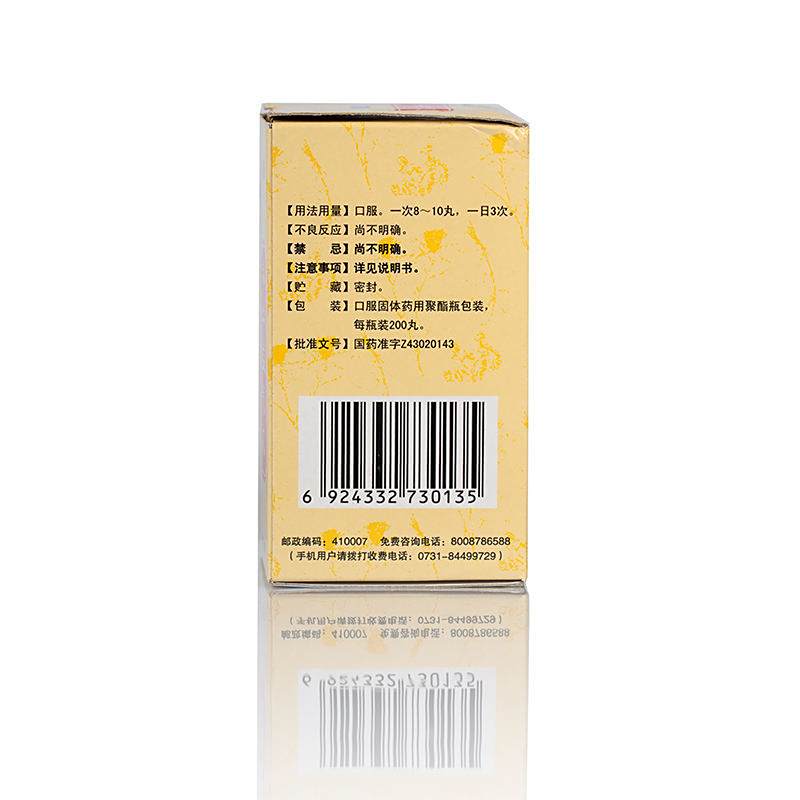 【用法用量】口服。一次8～10丸，一日3次。
【不良反应】尚不明确。
【禁　　忌】尚不明确。
【注意事项】详见说明书。
【贮　　藏】密封。
【包　　装】口服固体药用聚酯瓶包装，
每瓶装200丸。
【批准文号】国药准字Z43020143
6 924332 730135
邮政编码：410007　免费咨询电话：8008786588
（手机用户请拨打收费电话：0731-84499729）